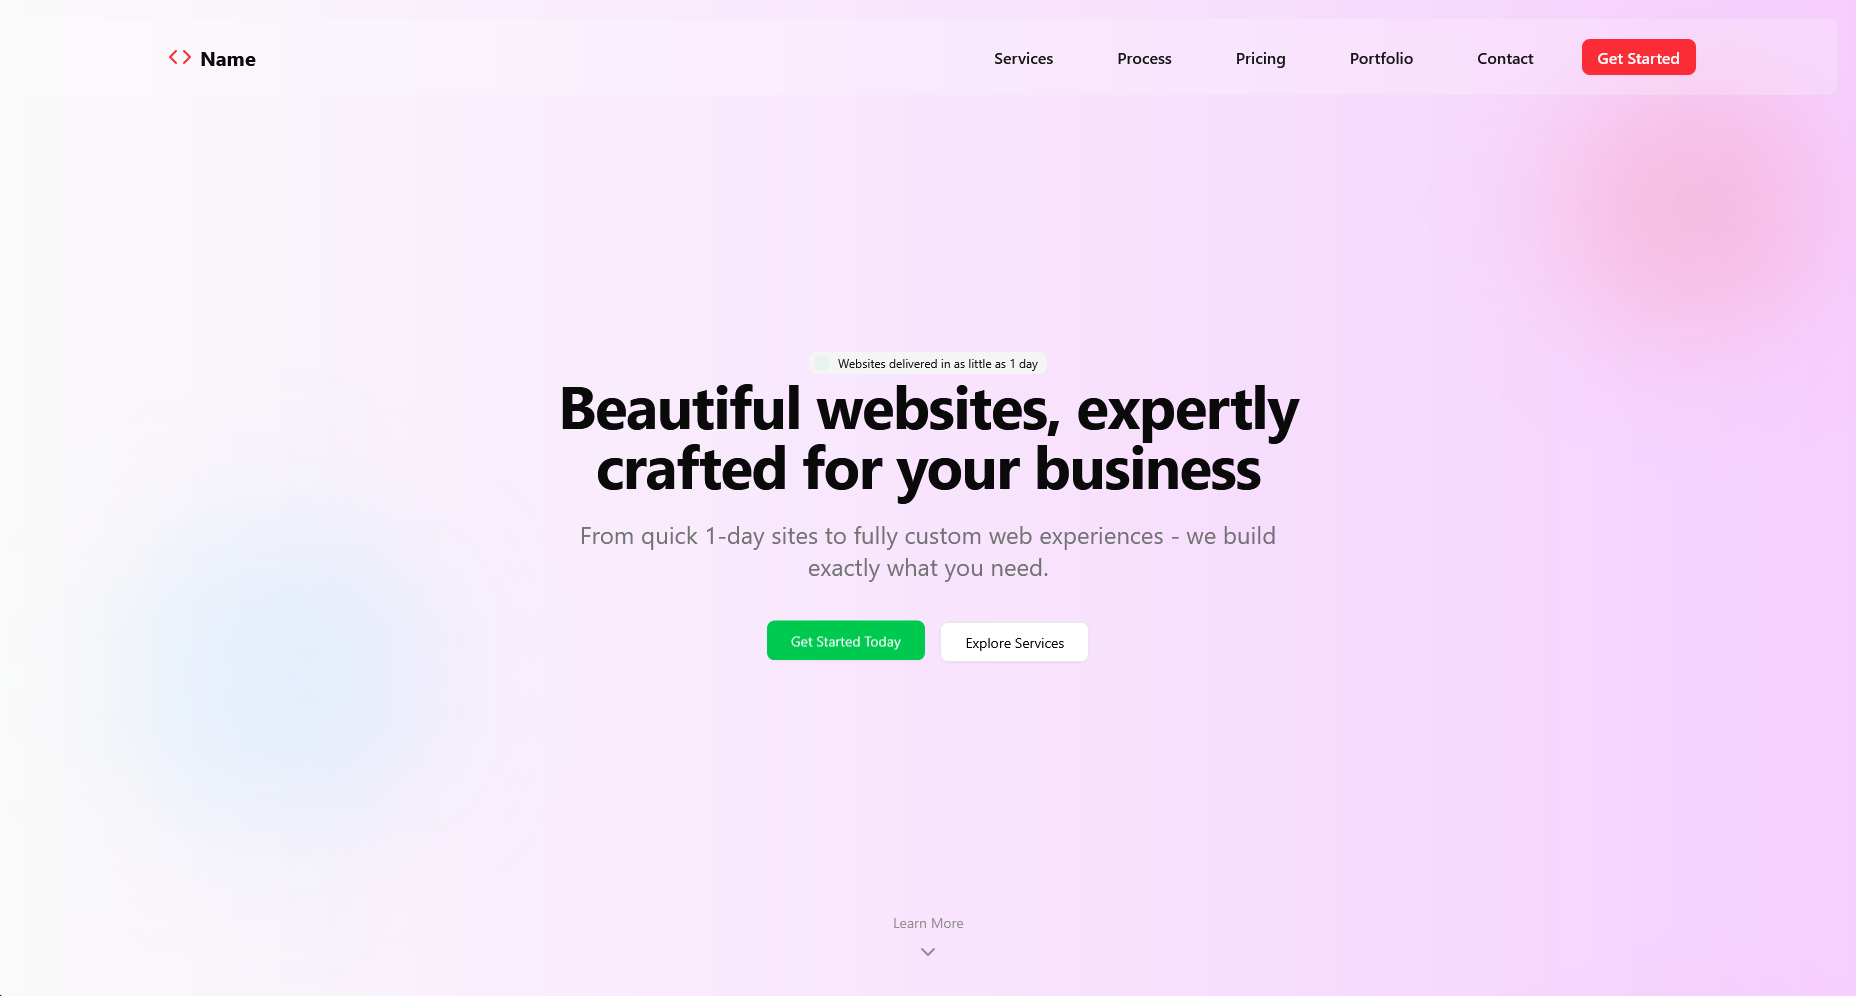 Name
Services
Process
Pricing
Portfolio
Contact
Get Started
Websites delivered in as little as 1 day
Beautiful websites, expertly
crafted for your business
From quick 1-day sites to fully custom web experiences - we build
exactly what you need.
Get Started Today
Explore Services
Learn More